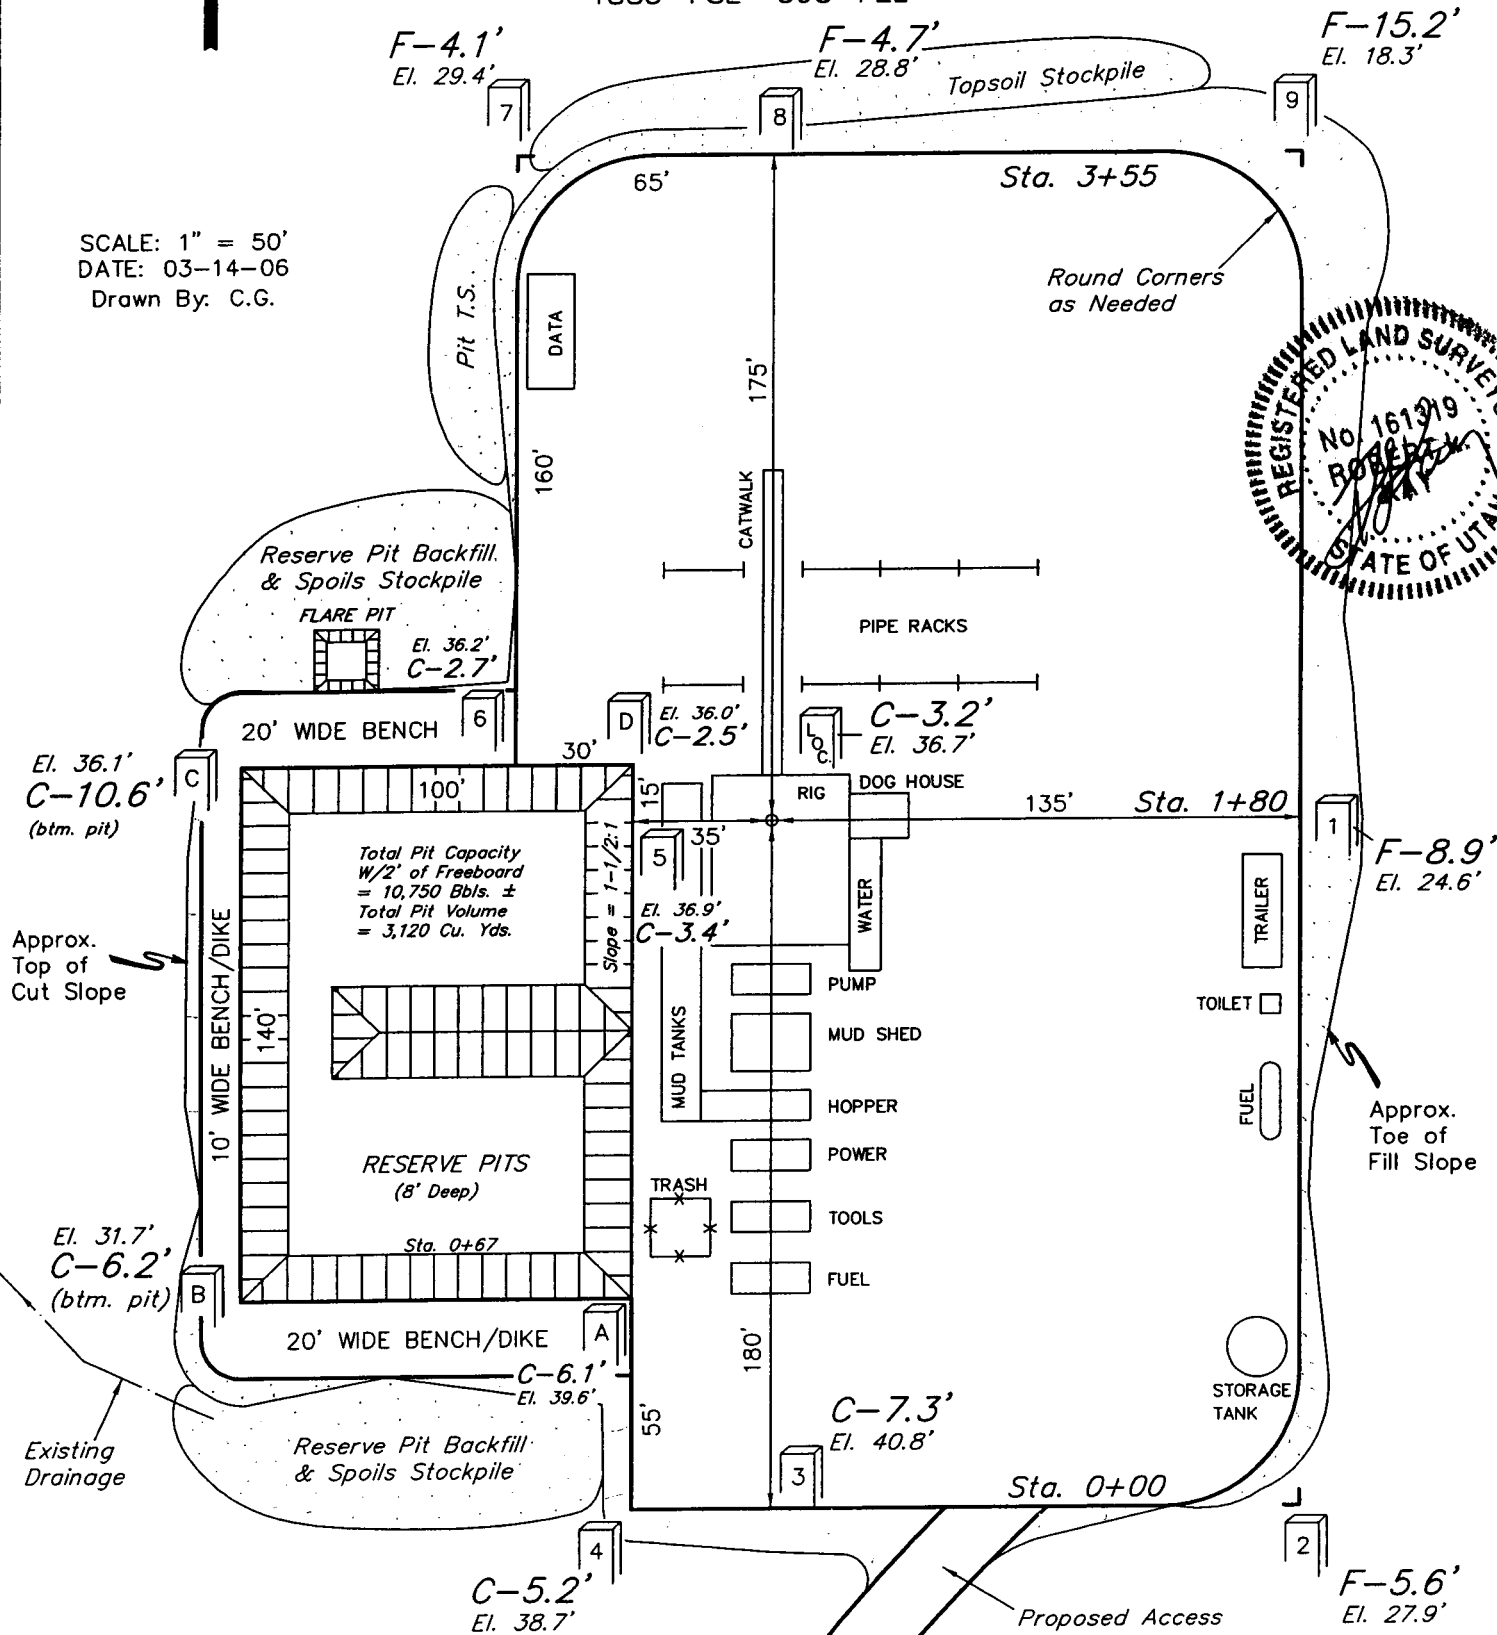 F-4.1'
El. 29.4'
7
F-4.7'
El. 28.8'
8
Topsoil Stockpile
F-15.2'
El. 18.3'
9
65'
Sta. 3+55
SCALE: 1" = 50'
DATE: 03-14-06
Drawn By: C.G.
Pit T.S.
DATA
Round Corners
as Needed
175'
160'
CATWALK
REGISTERED LAND SURVEYO
No. 161319
ROBERT
KAY
STATE OF UTAH
Reserve Pit Backfill
& Spoils Stockpile
FLARE PIT
El. 36.2'
C-2.7'
PIPE RACKS
6
D
El. 36.0'
C-2.5'
LOC.
C-3.2'
El. 36.7'
20' WIDE BENCH
30'
El. 36.1'
C-10.6'
(btm. pit)
C
100'
15'
RIG
DOG HOUSE
135'
Sta. 1+80
1
F-8.9'
El. 24.6'
35'
5
Total Pit Capacity
W/2' of Freeboard
= 10,750 Bbls. ±
Total Pit Volume
= 3,120 Cu. Yds.
Slope = 1-1/2:1
El. 36.9'
C-3.4'
WATER
TRAILER
Approx.
Top of
Cut Slope
10' WIDE BENCH/DIKE
140'
MUD TANKS
PUMP
MUD SHED
TOILET
HOPPER
FUEL
Approx.
Toe of
Fill Slope
POWER
RESERVE PITS
(8' Deep)
TRASH
TOOLS
Sta. 0+67
FUEL
El. 31.7'
C-6.2'
(btm. pit)
B
20' WIDE BENCH/DIKE
A
C-6.1'
El. 39.6'
180'
STORAGE
TANK
55'
C-7.3'
El. 40.8'
3
Existing
Drainage
Reserve Pit Backfill
& Spoils Stockpile
Sta. 0+00
4
C-5.2'
El. 38.7'
2
F-5.6'
El. 27.9'
Proposed Access